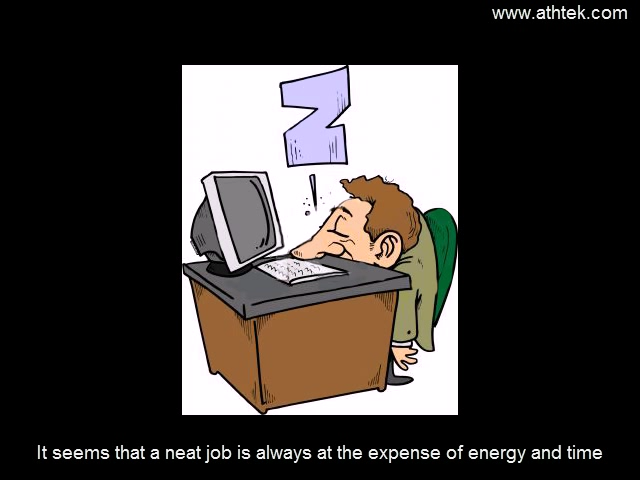 www.athtek.com
Z
It seems that a neat job is always at the expense of energy and time